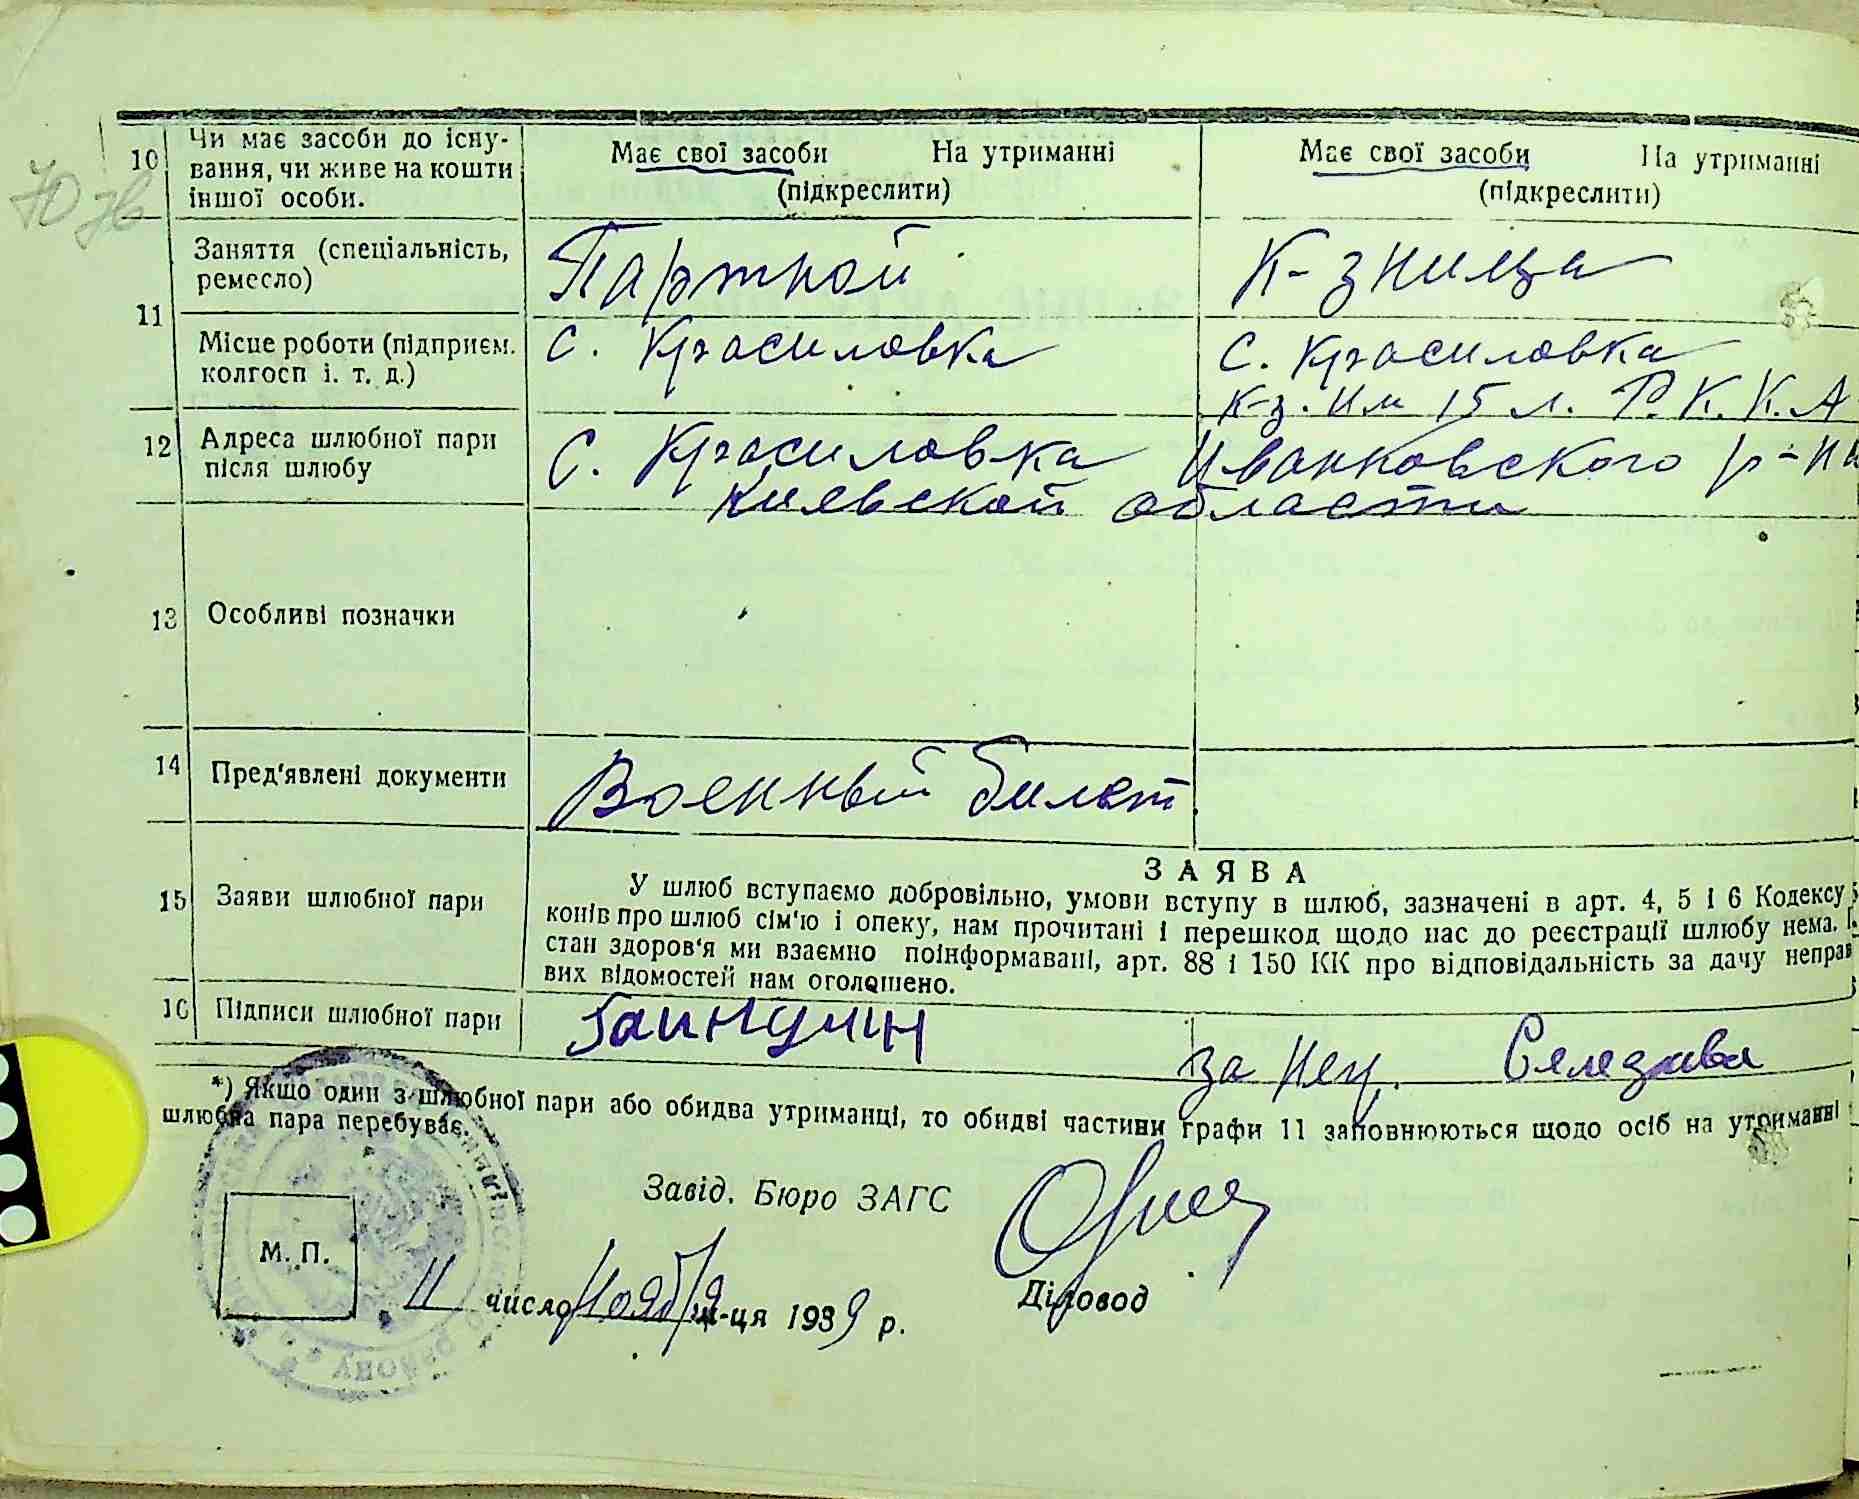 10 Чи має засоби до існу-
вання, чи живе на кошти
іншої особи.
Має свої засоби На утриманні
(підкреслити)
Має свої засоби На утриманні
(підкреслити)
11 Заняття (спеціальність,
ремесло)
Партной
К-зница
Місце роботи (підприєм.
колгосп і. т. д.)
с. Красиловка
с. Красиловка
к-з. им 15 л. Р.К.К.А
12 Адреса шлюбної пари
після шлюбу
с. Красиловка Иванковского р-на
Киевской области
13 Особливі позначки
14 Пред'явлені документи
Военный билет
15 Заяви шлюбної пари
ЗАЯВА
У шлюб вступаємо добровільно, умови вступу в шлюб, зазначені в арт. 4, 5 і 6 Кодексу
конів про шлюб сім'ю і опеку, нам прочитані і перешкод щодо нас до реєстрації шлюбу нема.
стан здоров'я ми взаємно поінформавані, арт. 88 і 150 КК про відповідальність за дачу неправ
вих відомостей нам оголошено.
16 Підписи шлюбної пари
за нег.
*) Якщо один з шлюбної пари або обидва утриманці, то обидві частини графи 11 заповнюються щодо осіб на утриманні
шлюбна пара перебуває.
Завід. Бюро ЗАГС
М. П.
11 число ноября м-ця 1939 р.
Діловод